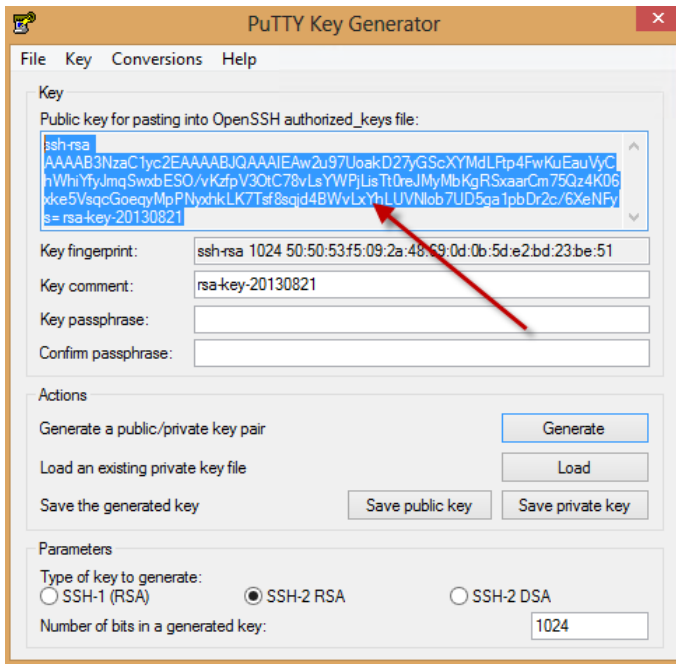 PuTTY Key Generator
File Key Conversions Help
Key
Public key for pasting into OpenSSH authorized_keys file:
ssh-rsa
AAAAB3NzaC1yc2EAAAABJQAAAIEAw2u97UoakD27yGScXYMdLFtp4FwKuEauVyC
hWhiYfyJmqSwxbESO/vKzfpV3OtC78vLsYWPjLisTt0reJMyMbKgRSxaarCm75Qz4K06
xke5VsqcGoeqyMpPNyxhkLK7Tsf8sqjd4BWvLxYhLUVNlob7UD5ga1pbDr2c/6XeNFy
s= rsa-key-20130821
Key fingerprint: ssh-rsa 1024 50:50:53:f5:09:2a:48:69:0d:0b:5d:e2:bd:23:be:51
Key comment: rsa-key-20130821
Key passphrase:
Confirm passphrase:
Actions
Generate a public/private key pair Generate
Load an existing private key file Load
Save the generated key Save public key Save private key
Parameters
Type of key to generate:
SSH-1 (RSA) SSH-2 RSA SSH-2 DSA
Number of bits in a generated key: 1024